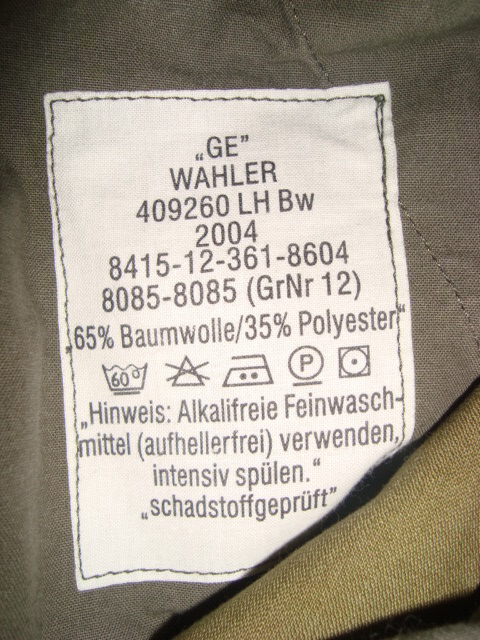 „GE”
WAHLER
409260 LH Bw
2004
8415-12-361-8604
8085-8085 (GrNr 12)
„65% Baumwolle/35% Polyester“
60° P
„Hinweis: Alkalifreie Feinwasch-
mittel (aufhellerfrei) verwenden,
intensiv spülen.“
„schadstoffgeprüft”